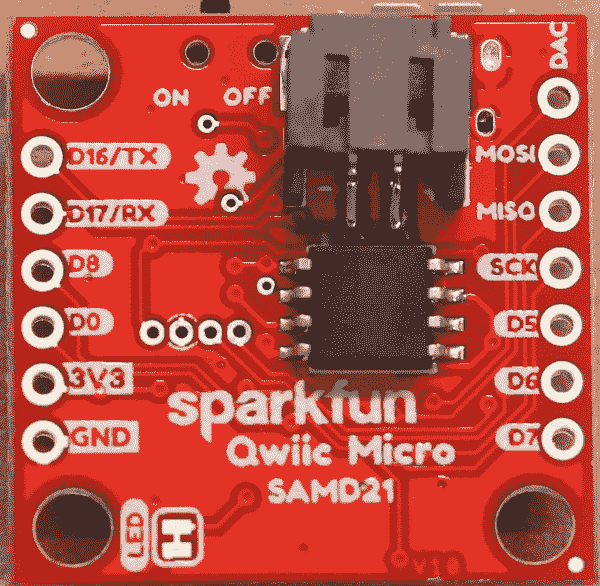 DAC
ON OFF
D16/TX
MOSI
D17/RX
MISO
D8
SCK
D0
D5
3V3
D6
sparkfun
GND
D7
Qwiic Micro
SAMD21
LED
V10